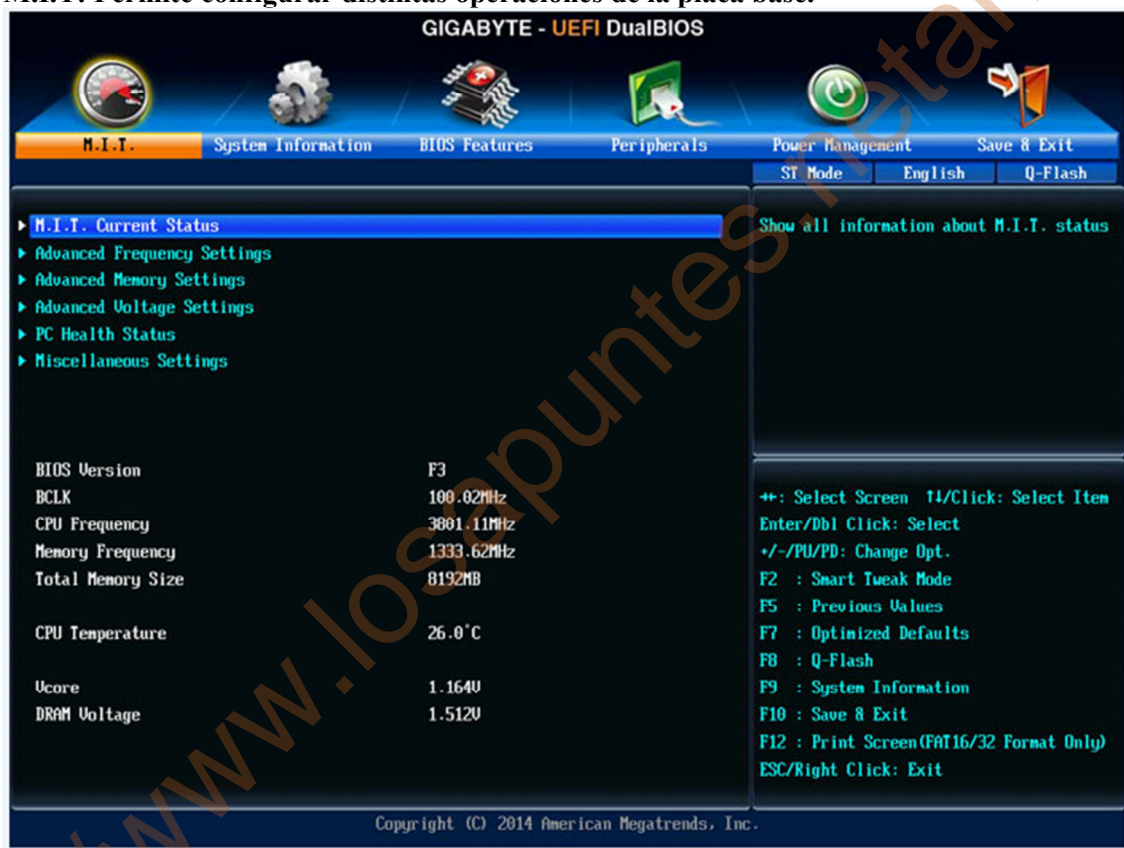 M.I.T: Permite configurar distintas operaciones de la placa base.
GIGABYTE - UEFI DualBIOS
M.I.T. System Information BIOS Features Peripherals Power Management Save & Exit
ST Mode English Q-Flash
M.I.T. Current Status
Advanced Frequency Settings
Advanced Memory Settings
Advanced Voltage Settings
PC Health Status
Miscellaneous Settings
BIOS Version F3
BCLK 100.02MHz
CPU Frequency 3801.11MHz
Memory Frequency 1333.62MHz
Total Memory Size 8192MB
CPU Temperature 26.0°C
Vcore 1.164V
DRAM Voltage 1.512V
Show all information about M.I.T. status
→←: Select Screen ↑↓/Click: Select Item
Enter/Dbl Click: Select
+/-/PU/PD: Change Opt.
F2 : Smart Tweak Mode
F5 : Previous Values
F7 : Optimized Defaults
F8 : Q-Flash
F9 : System Information
F10 : Save & Exit
F12 : Print Screen(FAT16/32 Format Only)
ESC/Right Click: Exit
Copyright (C) 2014 American Megatrends, Inc.